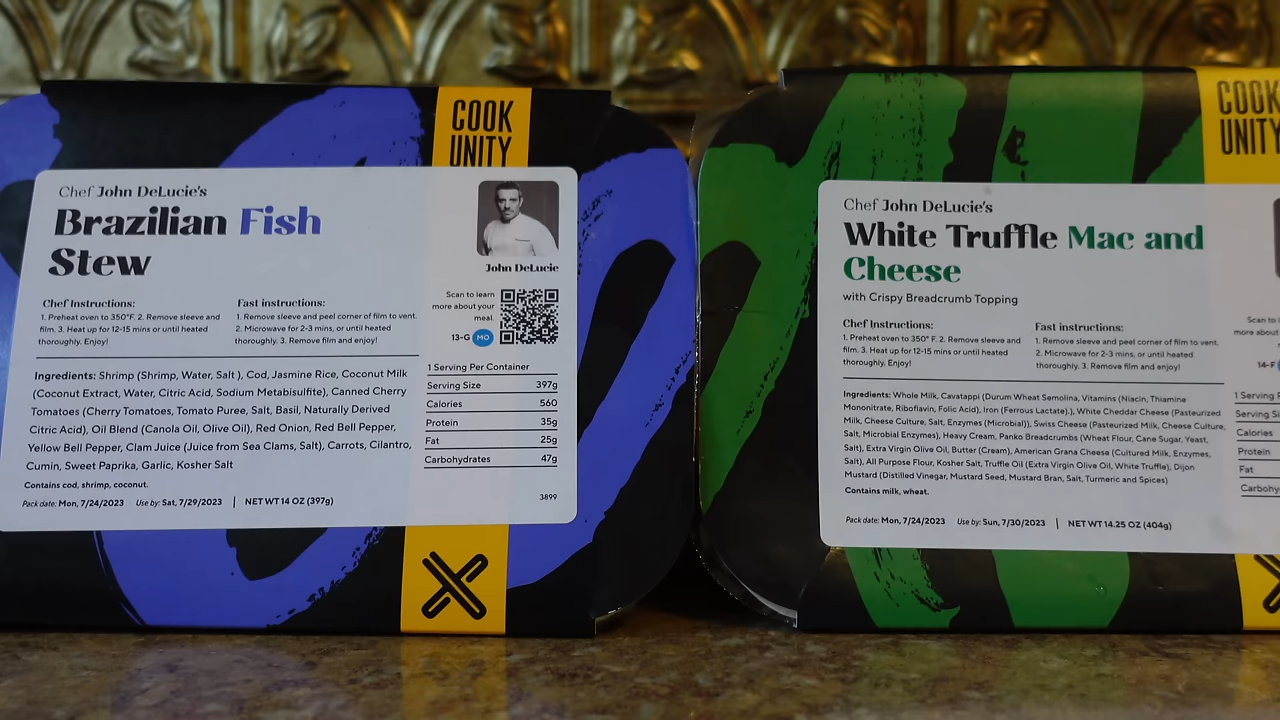 COOK
UNITY
Chef John DeLucie's
Brazilian Fish
Stew
John DeLucie
Chef Instructions:
1. Preheat oven to 350°F. 2. Remove sleeve and
film. 3. Heat up for 12-15 mins or until heated
thoroughly. Enjoy!
Fast instructions:
1. Remove sleeve and peel corner of film to vent.
2. Microwave for 2-3 mins, or until heated
thoroughly. 3. Remove film and enjoy!
Scan to learn
more about your
meal.
13-G MO
Ingredients: Shrimp (Shrimp, Water, Salt ), Cod, Jasmine Rice, Coconut Milk
(Coconut Extract, Water, Citric Acid, Sodium Metabisulfite), Canned Cherry
Tomatoes (Cherry Tomatoes, Tomato Puree, Salt, Basil, Naturally Derived
Citric Acid), Oil Blend (Canola Oil, Olive Oil), Red Onion, Red Bell Pepper,
Yellow Bell Pepper, Clam Juice (Juice from Sea Clams, Salt), Carrots, Cilantro,
Cumin, Sweet Paprika, Garlic, Kosher Salt
Contains cod, shrimp, coconut.
Pack date: Mon, 7/24/2023 Use by: Sat, 7/29/2023 | NET WT 14 OZ (397g)
1 Serving Per Container
Serving Size 397g
Calories 560
Protein 35g
Fat 25g
Carbohydrates 47g
3899
COOK
UNITY
Chef John DeLucie's
White Truffle Mac and
Cheese
with Crispy Breadcrumb Topping
Chef Instructions:
1. Preheat oven to 350° F. 2. Remove sleeve and
film. 3. Heat up for 12-15 mins or until heated
thoroughly. Enjoy!
Fast instructions:
1. Remove sleeve and peel corner of film to vent.
2. Microwave for 2-3 mins, or until heated
thoroughly. 3. Remove film and enjoy!
Scan to
more about
14-F
Ingredients: Whole Milk, Cavatappi (Durum Wheat Semolina, Vitamins (Niacin, Thiamine
Mononitrate, Riboflavin, Folic Acid), Iron (Ferrous Lactate).), White Cheddar Cheese (Pasteurized
Milk, Cheese Culture, Salt, Enzymes (Microbial)), Swiss Cheese (Pasteurized Milk, Cheese Culture,
Salt, Microbial Enzymes), Heavy Cream, Panko Breadcrumbs (Wheat Flour, Cane Sugar, Yeast,
Salt), Extra Virgin Olive Oil, Butter (Cream), American Grana Cheese (Cultured Milk, Enzymes,
Salt), All Purpose Flour, Kosher Salt, Truffle Oil (Extra Virgin Olive Oil, White Truffle), Dijon
Mustard (Distilled Vinegar, Mustard Seed, Mustard Bran, Salt, Turmeric and Spices)
Contains milk, wheat.
Pack date: Mon, 7/24/2023 Use by: Sun, 7/30/2023 | NET WT 14.25 OZ (404g)
1 Serving
Serving
Calories
Protein
Fat